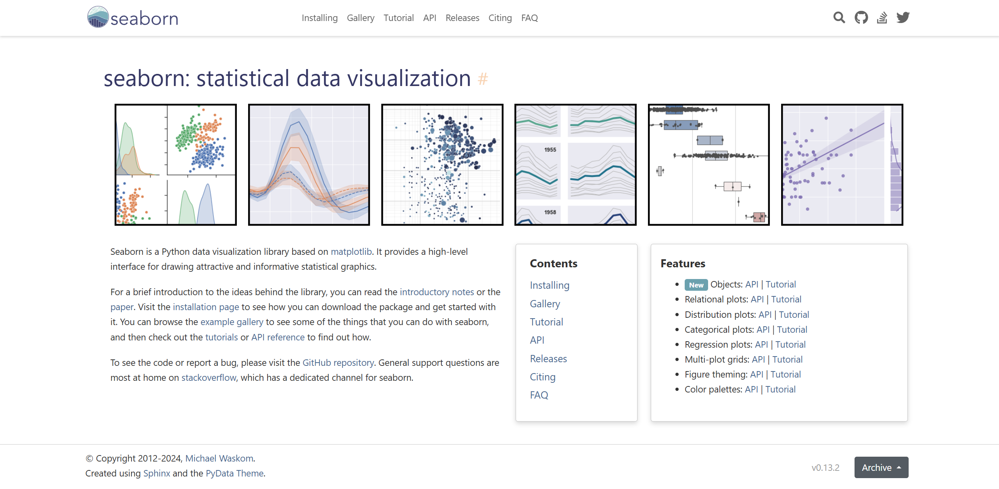 seaborn
Installing Gallery Tutorial API Releases Citing FAQ
seaborn: statistical data visualization #
1955
1958
Seaborn is a Python data visualization library based on matplotlib. It provides a high-level
interface for drawing attractive and informative statistical graphics.
For a brief introduction to the ideas behind the library, you can read the introductory notes or the
paper. Visit the installation page to see how you can download the package and get started with
it. You can browse the example gallery to see some of the things that you can do with seaborn,
and then check out the tutorials or API reference to find out how.
To see the code or report a bug, please visit the GitHub repository. General support questions are
most at home on stackoverflow, which has a dedicated channel for seaborn.
Contents
Installing
Gallery
Tutorial
API
Releases
Citing
FAQ
Features
New Objects: API | Tutorial
Relational plots: API | Tutorial
Distribution plots: API | Tutorial
Categorical plots: API | Tutorial
Regression plots: API | Tutorial
Multi-plot grids: API | Tutorial
Figure theming: API | Tutorial
Color palettes: API | Tutorial
© Copyright 2012-2024, Michael Waskom.
Created using Sphinx and the PyData Theme.
v0.13.2
Archive